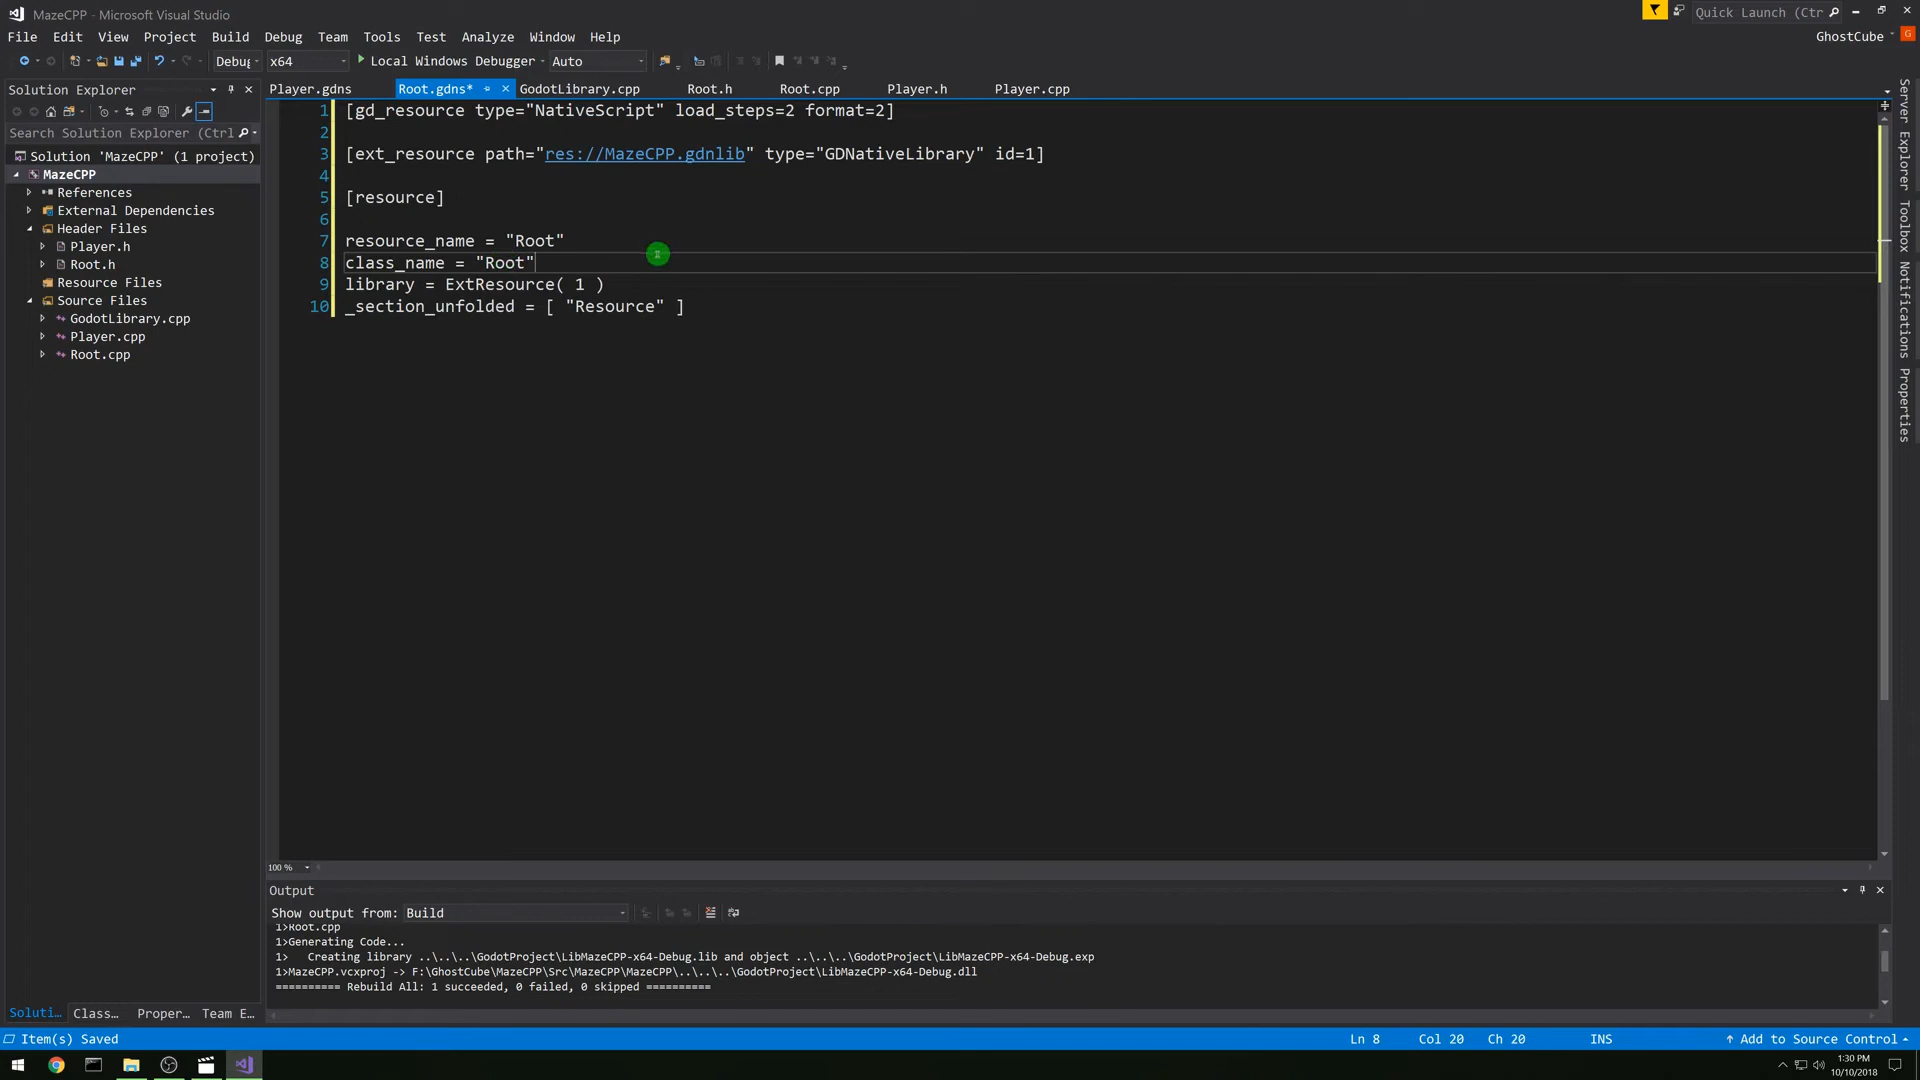 MazeCPP - Microsoft Visual Studio
Quick Launch (Ctr
File Edit View Project Build Debug Team Tools Test Analyze Window Help
GhostCube
G
Debug x64 Local Windows Debugger Auto
Solution Explorer
Search Solution Explorer (Ctrl
Solution 'MazeCPP' (1 project)
MazeCPP
References
External Dependencies
Header Files
Player.h
Root.h
Resource Files
Source Files
GodotLibrary.cpp
Player.cpp
Root.cpp
Player.gdns Root.gdns* GodotLibrary.cpp Root.h Root.cpp Player.h Player.cpp
1 [gd_resource type="NativeScript" load_steps=2 format=2]
2
3 [ext_resource path="res://MazeCPP.gdnlib" type="GDNativeLibrary" id=1]
4
5 [resource]
6
7 resource_name = "Root"
8 class_name = "Root"
9 library = ExtResource( 1 )
10 _section_unfolded = [ "Resource" ]
100 %
Server Explorer
Toolbox
Notifications
Properties
Output
Show output from: Build
1>Root.cpp
1>Generating Code...
1>   Creating library ..\..\..\GodotProject\LibMazeCPP-x64-Debug.lib and object ..\..\..\GodotProject\LibMazeCPP-x64-Debug.exp
1>MazeCPP.vcxproj -> F:\GhostCube\MazeCPP\Src\MazeCPP\MazeCPP\..\..\..\GodotProject\LibMazeCPP-x64-Debug.dll
========== Rebuild All: 1 succeeded, 0 failed, 0 skipped ==========
Soluti... Class... Proper... Team E...
Item(s) Saved Ln 8 Col 20 Ch 20 INS Add to Source Control
1:30 PM
10/10/2018